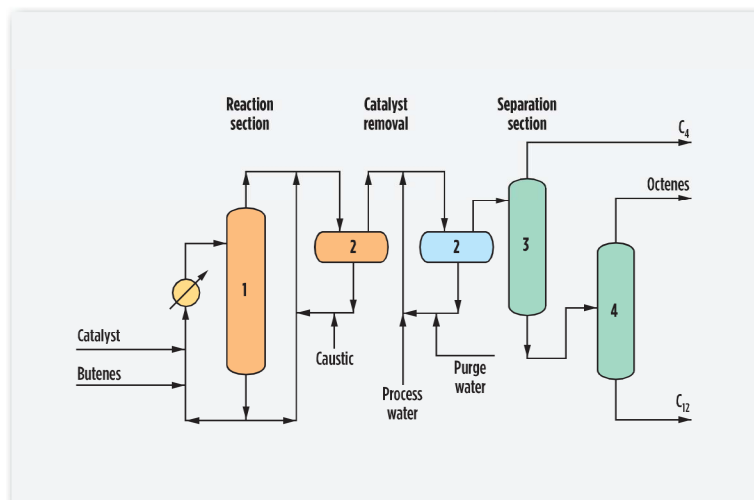 Reaction
section
Catalyst
removal
Separation
section
C4
Octenes
1
2
2
3
4
Catalyst
Butenes
Caustic
Process
water
Purge
water
C12